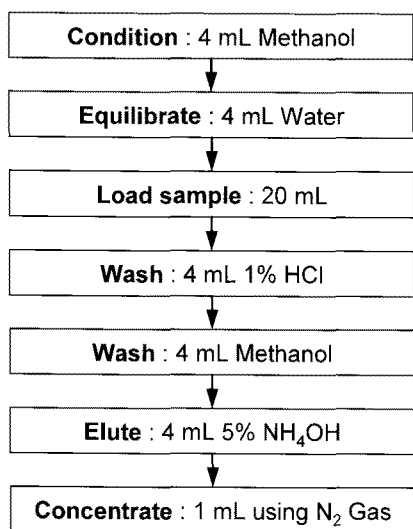 Condition : 4 mL Methanol
Equilibrate : 4 mL Water
Load sample : 20 mL
Wash : 4 mL 1% HCl
Wash : 4 mL Methanol
Elute : 4 mL 5% NH₄OH
Concentrate : 1 mL using N₂ Gas